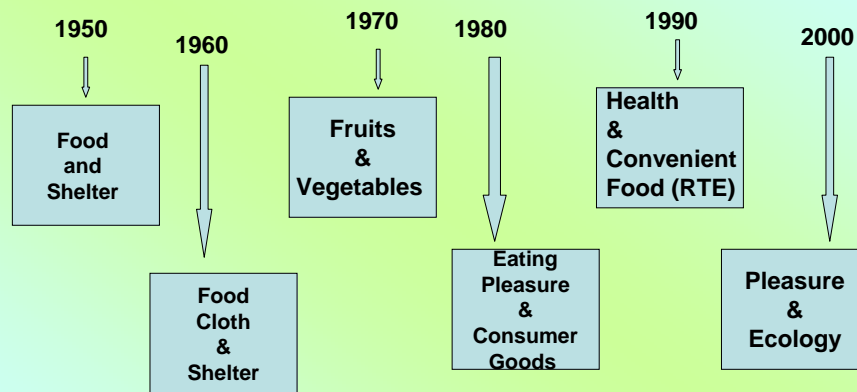 1950
Food
and
Shelter
1960
Food
Cloth
&
Shelter
1970
Fruits
&
Vegetables
1980
Eating
Pleasure
&
Consumer
Goods
1990
Health
&
Convenient
Food (RTE)
2000
Pleasure
&
Ecology